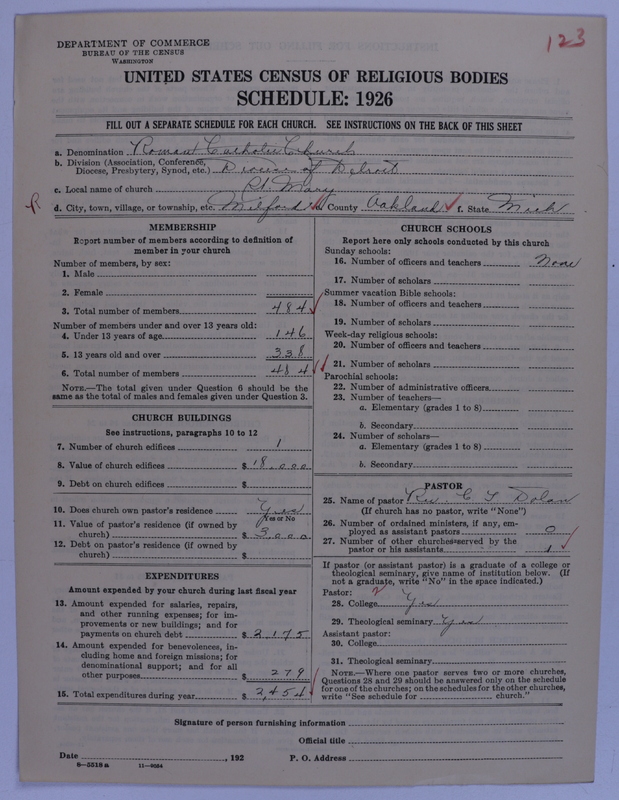 123
DEPARTMENT OF COMMERCE
BUREAU OF THE CENSUS
WASHINGTON
UNITED STATES CENSUS OF RELIGIOUS BODIES
SCHEDULE: 1926
FILL OUT A SEPARATE SCHEDULE FOR EACH CHURCH. SEE INSTRUCTIONS ON THE BACK OF THIS SHEET
a. Denomination Roman Catholic Church
b. Division (Association, Conference,
Diocese, Presbytery, Synod, etc.) Diocese of Detroit
c. Local name of church St Mary
d. City, town, village, or township, etc. Milford e. County Oakland f. State Mich
MEMBERSHIP
Report number of members according to definition of
member in your church
Number of members, by sex:
1. Male
2. Female
3. Total number of members 484
Number of members under and over 13 years old:
4. Under 13 years of age 146
5. 13 years old and over 338
6. Total number of members 484
NOTE.—The total given under Question 6 should be the
same as the total of males and females given under Question 3.
CHURCH BUILDINGS
See instructions, paragraphs 10 to 12
7. Number of church edifices 1
8. Value of church edifices $ 18,000
9. Debt on church edifices $
10. Does church own pastor's residence Yes
Yes or No
11. Value of pastor's residence (if owned by
church) $ 3,000
12. Debt on pastor's residence (if owned by
church) $
EXPENDITURES
Amount expended by your church during last fiscal year
13. Amount expended for salaries, repairs,
and other running expenses; for im-
provements or new buildings; and for
payments on church debt $ 2,175
14. Amount expended for benevolences, in-
cluding home and foreign missions; for
denominational support; and for all
other purposes $ 279
15. Total expenditures during year $ 2,454
CHURCH SCHOOLS
Report here only schools conducted by this church
Sunday schools:
16. Number of officers and teachers None
17. Number of scholars
Summer vacation Bible schools:
18. Number of officers and teachers
19. Number of scholars
Week-day religious schools:
20. Number of officers and teachers
21. Number of scholars
Parochial schools:
22. Number of administrative officers
23. Number of teachers—
a. Elementary (grades 1 to 8)
b. Secondary
24. Number of scholars—
a. Elementary (grades 1 to 8)
b. Secondary
PASTOR
25. Name of pastor Rev. C T Dolan
(If church has no pastor, write "None")
26. Number of ordained ministers, if any, em-
ployed as assistant pastors 0
27. Number of other churches served by the
pastor or his assistants 1
If pastor (or assistant pastor) is a graduate of a college or
theological seminary, give name of institution below. (If
not a graduate, write "No" in the space indicated.)
Pastor:
28. College Yes
29. Theological seminary Yes
Assistant pastor:
30. College
31. Theological seminary
NOTE.—Where one pastor serves two or more churches,
Questions 28 and 29 should be answered only on the schedule
for one of the churches; on the schedules for the other churches,
write "See schedule for church."
Signature of person furnishing information
Official title
Date , 192 P. O. Address
8-5518a 11-9054